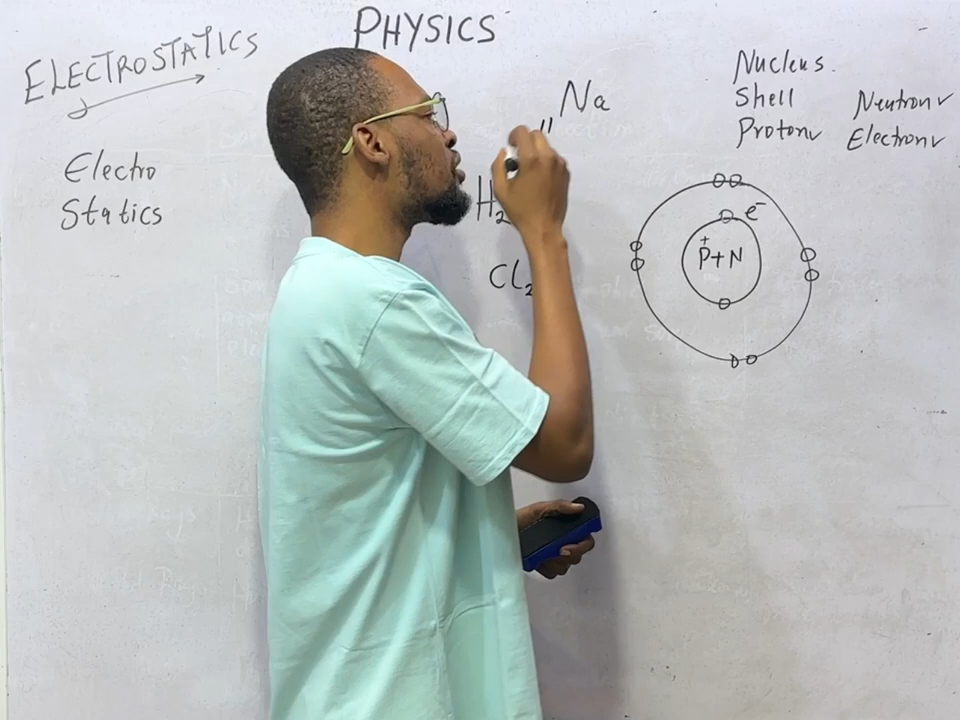 PHYSICS
ELECTROSTATICS
Electro
Statics
Na
11
H2
Cl2
Nucleus.
Shell
Proton✓
Neutron✓
Electron✓
e-
+
P+N